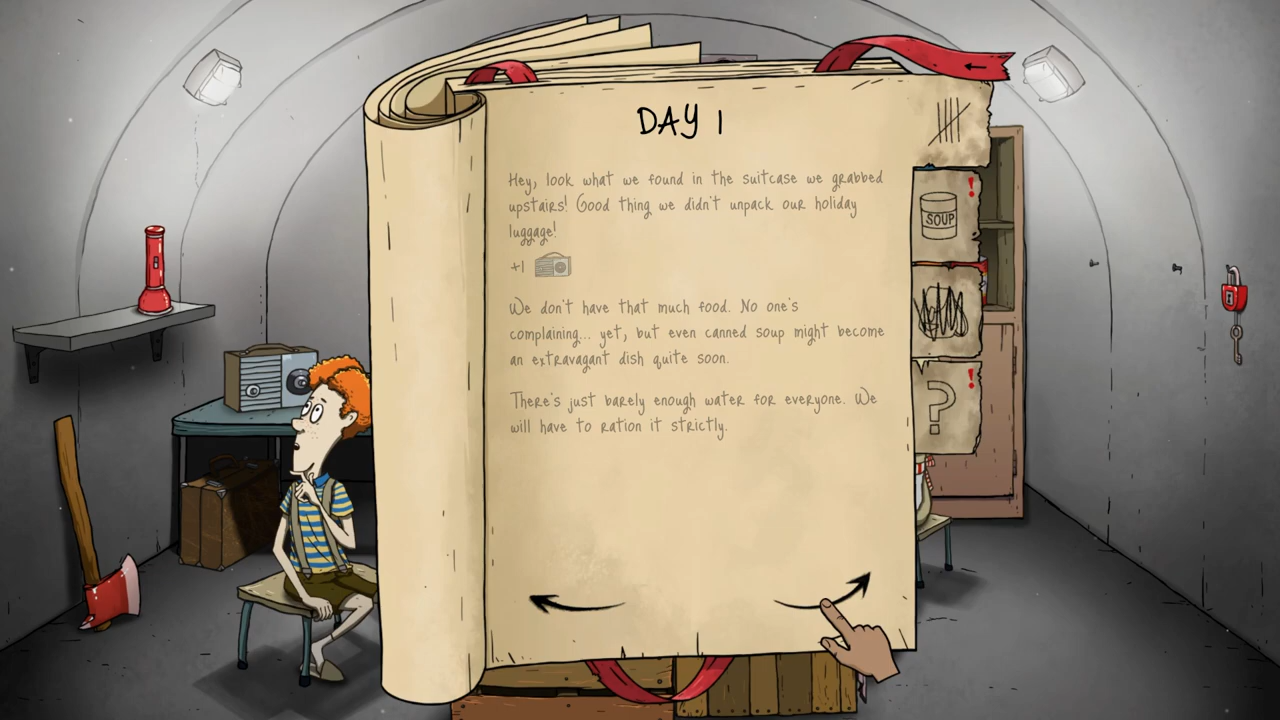 DAY 1
Hey, look what we found in the suitcase we grabbed
upstairs! Good thing we didn't unpack our holiday
luggage!
+1
We don't have that much food. No one's
complaining... yet, but even canned soup might become
an extravagant dish quite soon.
There's just barely enough water for everyone. We
will have to ration it strictly.
!
SOUP
!
?